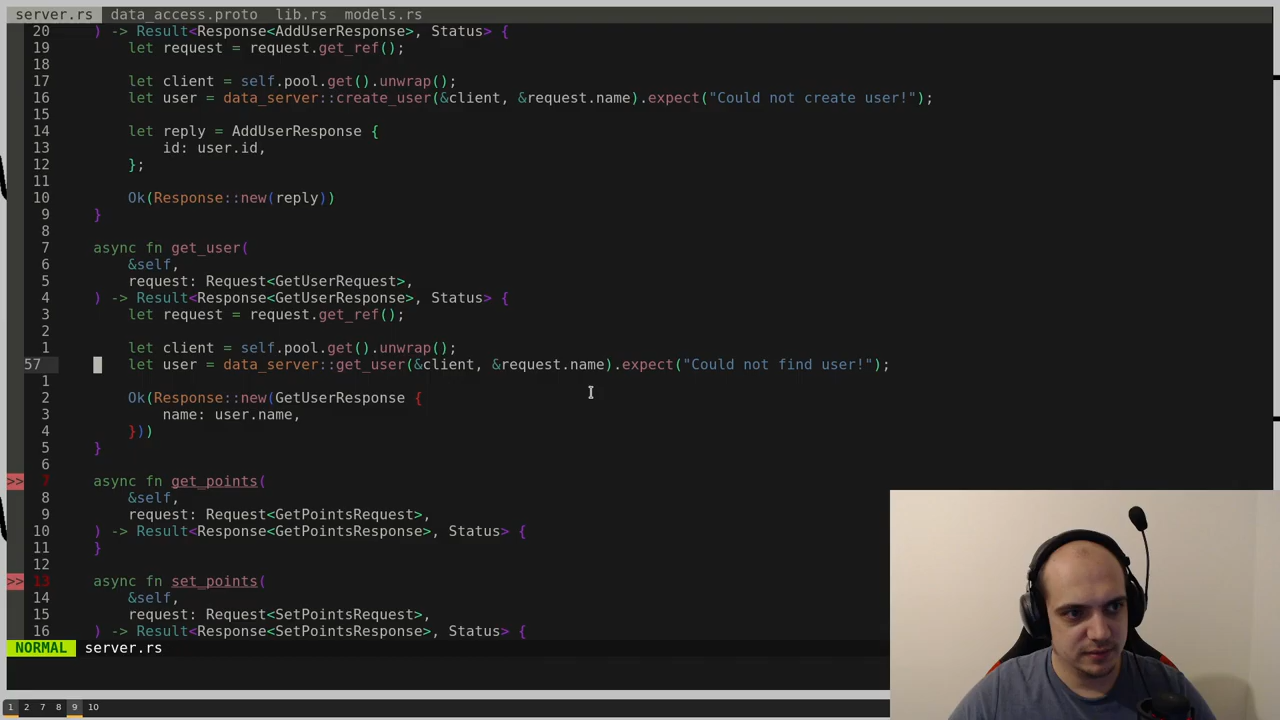 server.rs data_access.proto lib.rs models.rs
20 ) -> Result<Response<AddUserResponse>, Status> {
19 let request = request.get_ref();
18
17 let client = self.pool.get().unwrap();
16 let user = data_server::create_user(&client, &request.name).expect("Could not create user!");
15
14 let reply = AddUserResponse {
13 id: user.id,
12 };
11
10 Ok(Response::new(reply))
9 }
8
7 async fn get_user(
6 &self,
5 request: Request<GetUserRequest>,
4 ) -> Result<Response<GetUserResponse>, Status> {
3 let request = request.get_ref();
2
1 let client = self.pool.get().unwrap();
57 let user = data_server::get_user(&client, &request.name).expect("Could not find user!");
1
2 Ok(Response::new(GetUserResponse {
3 name: user.name,
4 }))
5 }
6
>> 7 async fn get_points(
8 &self,
9 request: Request<GetPointsRequest>,
10 ) -> Result<Response<GetPointsResponse>, Status> {
11 }
12
>> 13 async fn set_points(
14 &self,
15 request: Request<SetPointsRequest>,
16 ) -> Result<Response<SetPointsResponse>, Status> {
NORMAL server.rs
1 2 7 8 9 10